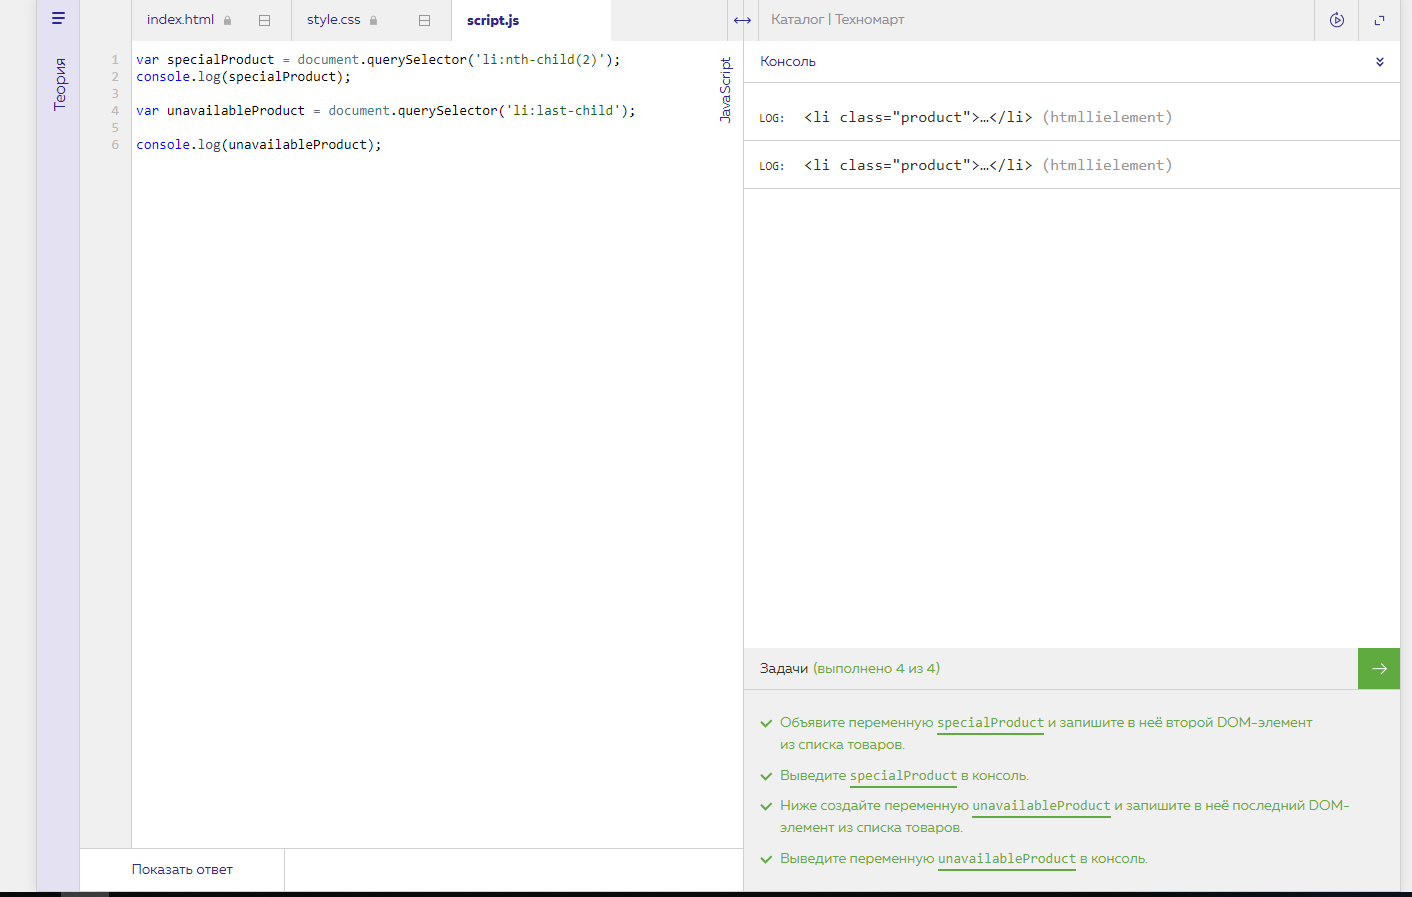 Теория
index.html
style.css
script.js
1 var specialProduct = document.querySelector('li:nth-child(2)');
2 console.log(specialProduct);
3
4 var unavailableProduct = document.querySelector('li:last-child');
5
6 console.log(unavailableProduct);
JavaScript
Показать ответ
Каталог | Техномарт
Консоль
LOG: <li class="product">…</li> (htmllielement)
LOG: <li class="product">…</li> (htmllielement)
Задачи (выполнено 4 из 4)
Объявите переменную specialProduct и запишите в неё второй DOM-элемент
из списка товаров.
Выведите specialProduct в консоль.
Ниже создайте переменную unavailableProduct и запишите в неё последний DOM-
элемент из списка товаров.
Выведите переменную unavailableProduct в консоль.